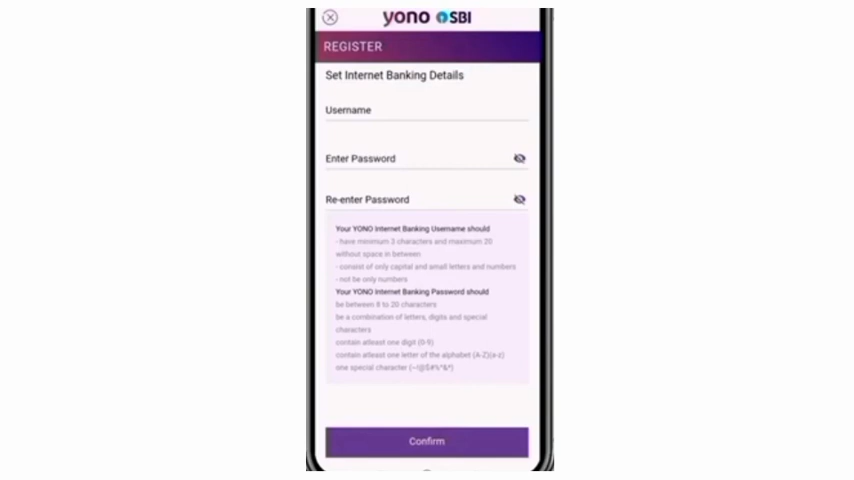 yono SBI
REGISTER
Set Internet Banking Details
Username
Enter Password
Re-enter Password
Your YONO Internet Banking Username should
- have minimum 3 characters and maximum 20
without space in between
- consist of only capital and small letters and numbers
- not be only numbers
Your YONO Internet Banking Password should
be between 8 to 20 characters
be a combination of letters, digits and special
characters
contain atleast one digit (0-9)
contain atleast one letter of the alphabet (A-Z)(a-z)
one special character
Confirm